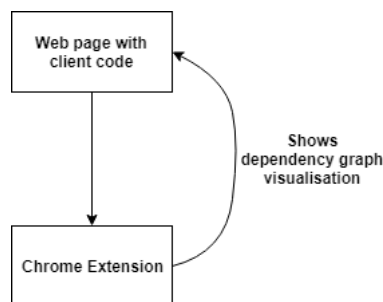 Web page with
client code
Shows
dependency graph
visualisation
Chrome Extension